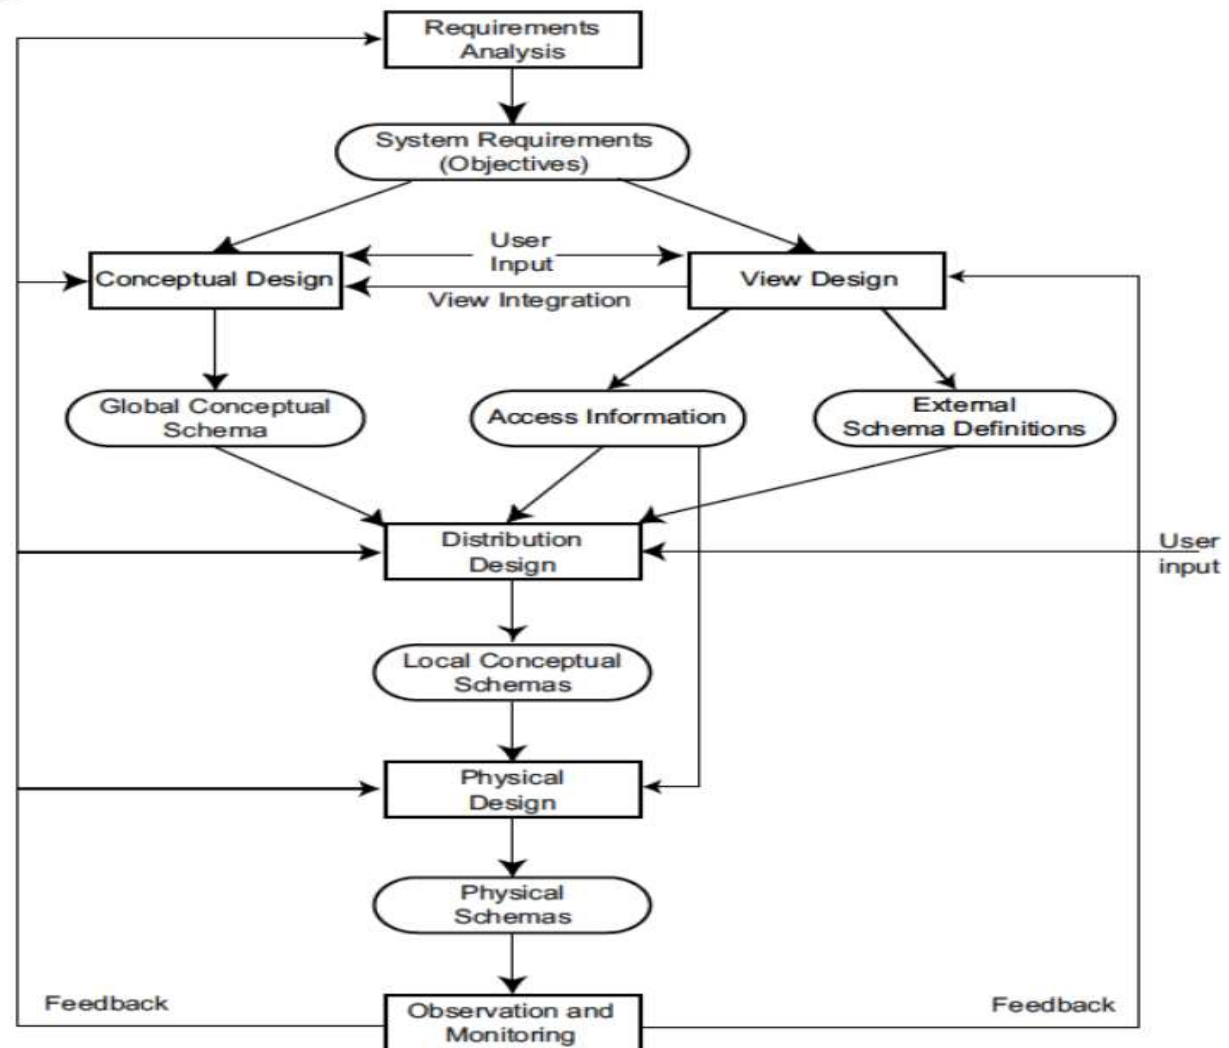 Requirements
Analysis
System Requirements
(Objectives)
User
Input
Conceptual Design
View Design
View Integration
Global Conceptual
Schema
Access Information
External
Schema Definitions
Distribution
Design
User
input
Local Conceptual
Schemas
Physical
Design
Physical
Schemas
Feedback
Observation and
Monitoring
Feedback